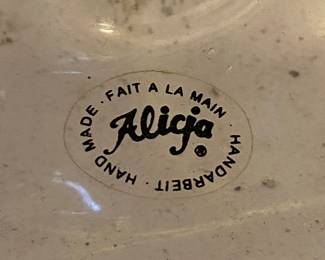 HAND MADE · FAIT A LA MAIN · HANDARBEIT ·
Alicja ®